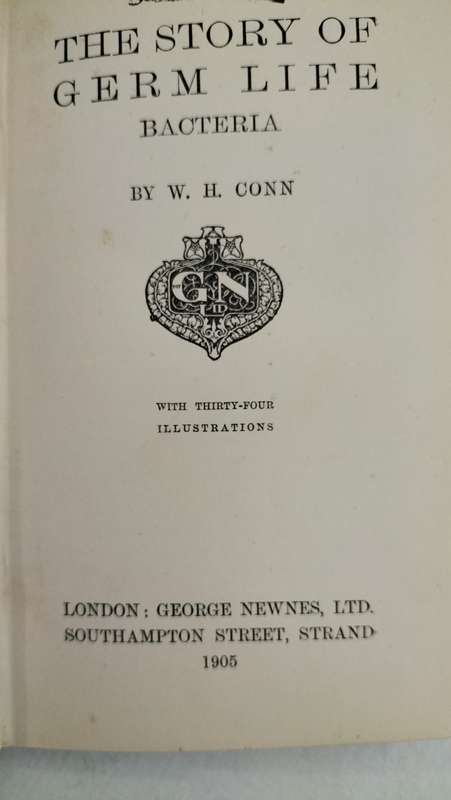 THE STORY OF
GERM LIFE
BACTERIA
BY W. H. CONN
GN
LTD
WITH THIRTY-FOUR
ILLUSTRATIONS
LONDON: GEORGE NEWNES, LTD.
SOUTHAMPTON STREET, STRAND
1905